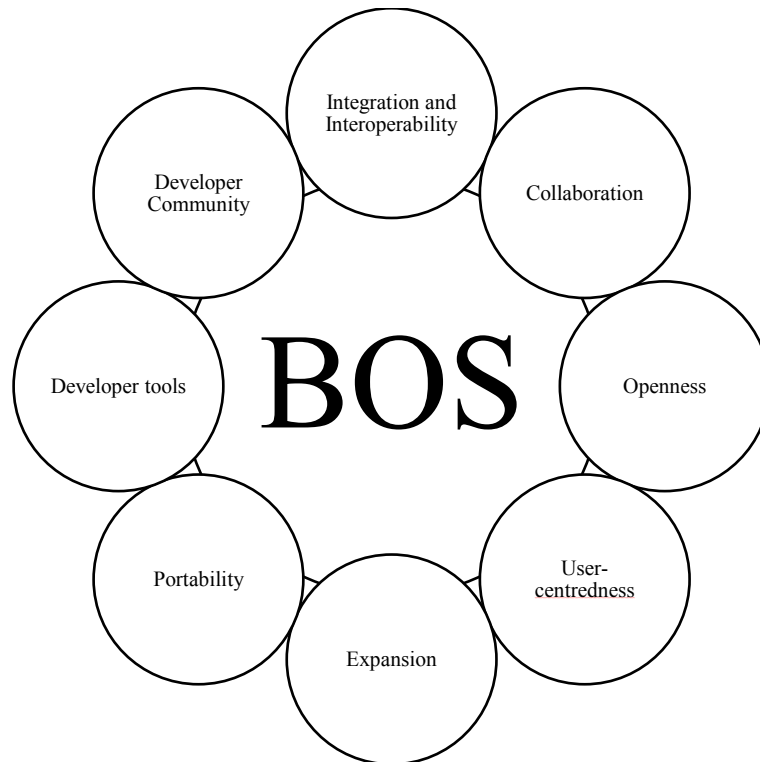 Integration and
Interoperability
Developer
Community
Collaboration
BOS
Developer tools
Openness
Portability
User-
centredness
Expansion